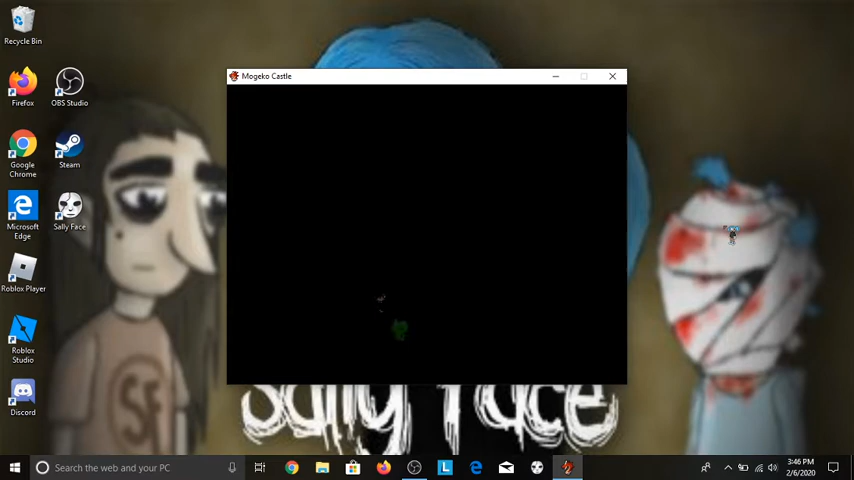 Recycle Bin
Firefox
OBS Studio
Google
Chrome
Steam
Microsoft
Edge
Sally Face
Roblox Player
Roblox
Studio
Discord
Mogeko Castle
SF
Sally Face
Search the web and your PC
3:46 PM
2/6/2020